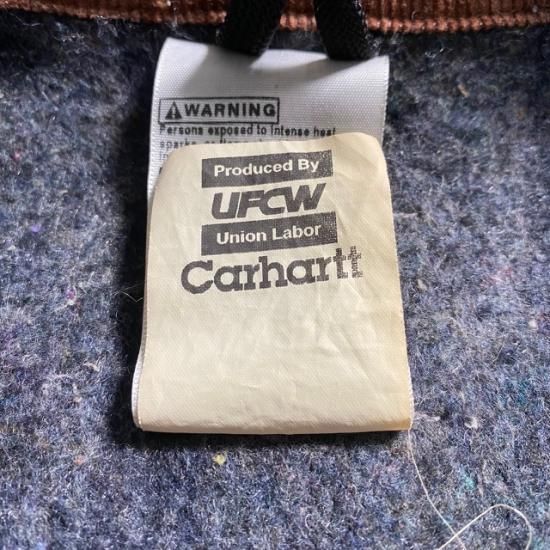 WARNING
Persons exposed to intense heat
Produced By
UFCW
Union Labor
Carhartt